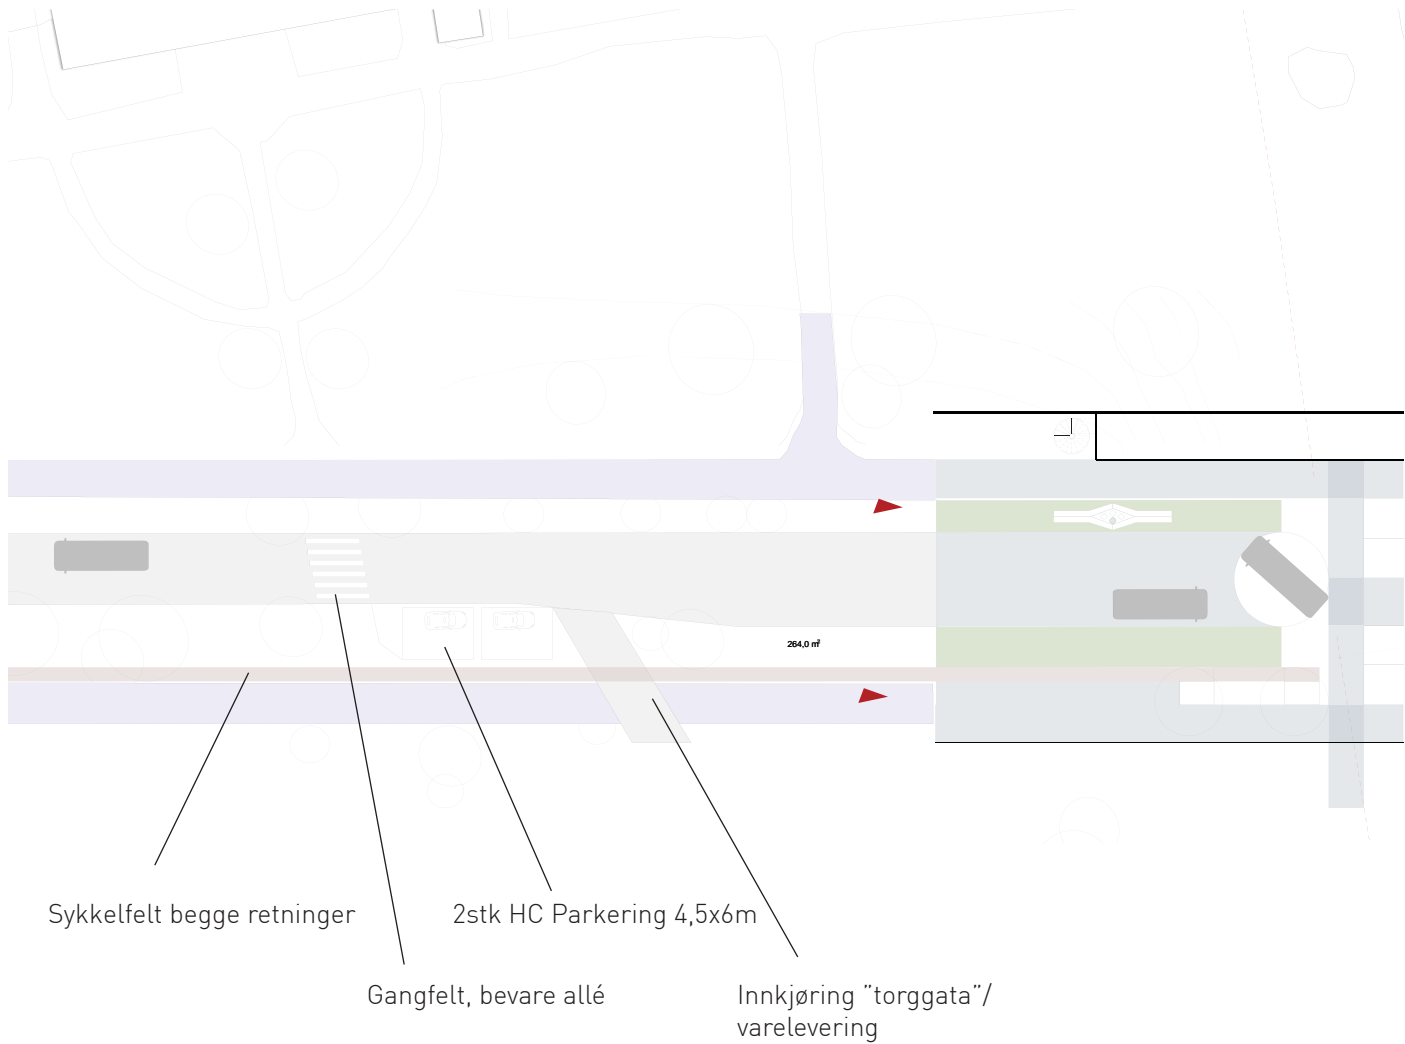 264,0 m²
Sykkelfelt begge retninger
2stk HC Parkering 4,5x6m
Gangfelt, bevare allé
Innkjøring ”torggata”/
varelevering